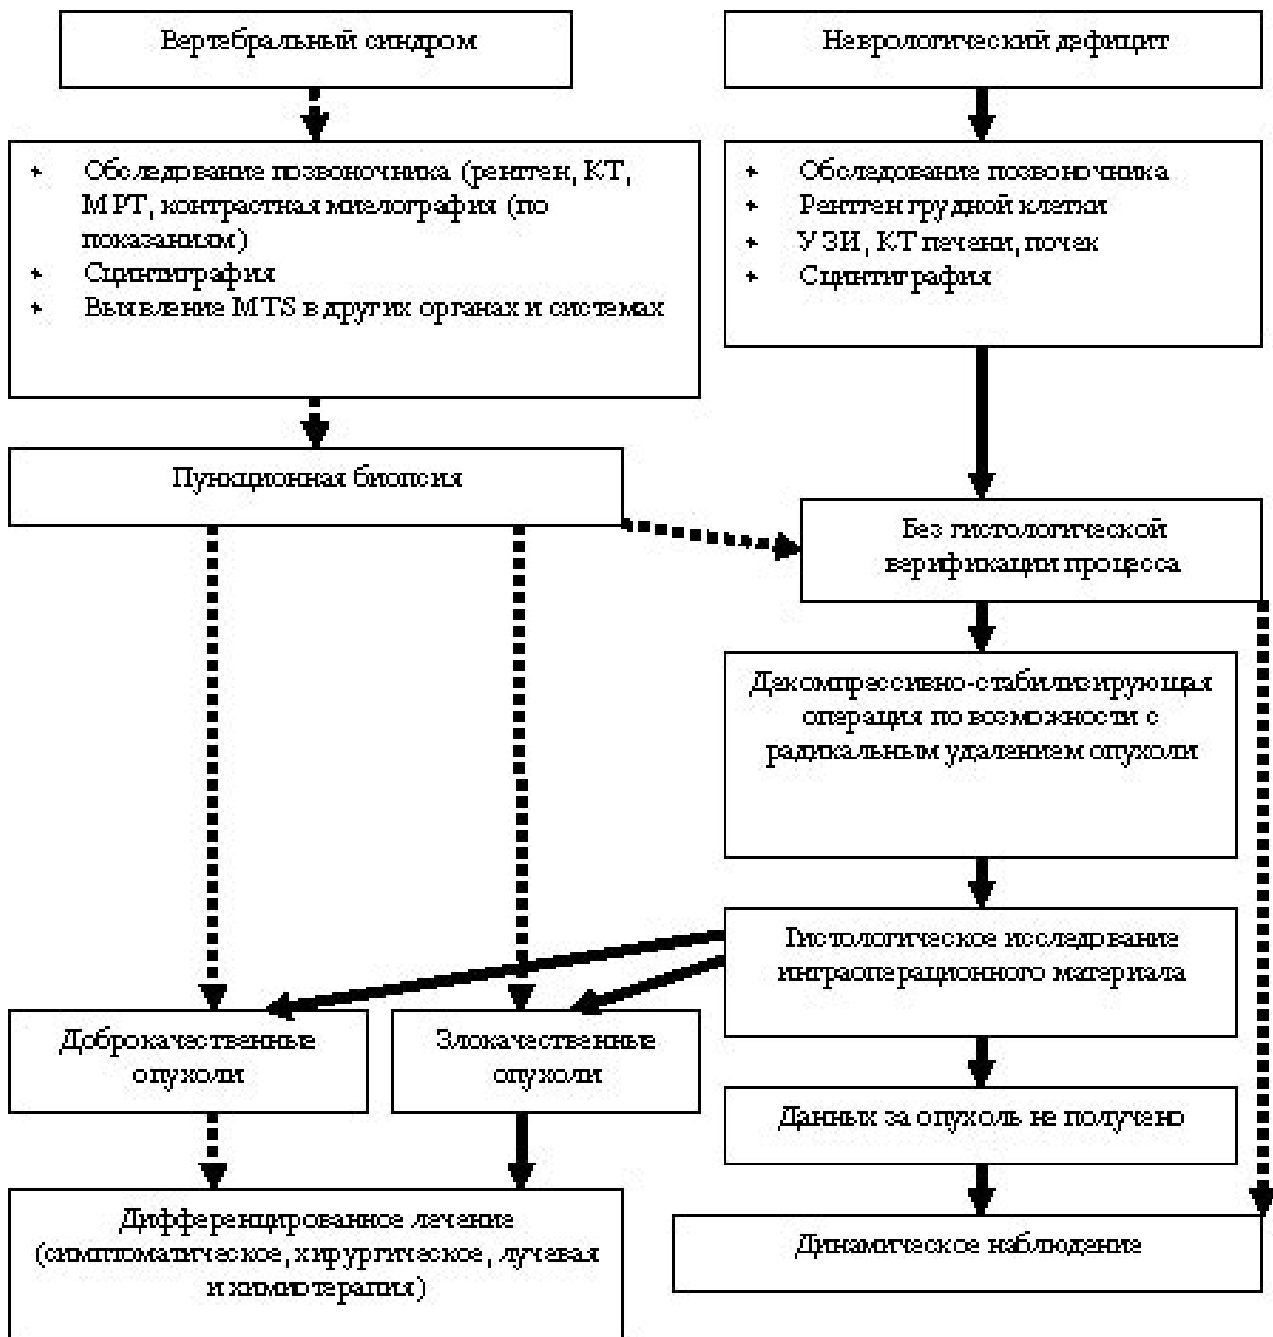 Вертебральный синдром
Неврологический дефицит
Обследование позвоночника (рентген, КТ,
МРТ, контрастная миелография (по
показаниям)
Сцинтиграфия
Выявление MTS в других органах и системах
Обследование позвоночника
Рентген грудной клетки
УЗИ, КТ печени, почек
Сцинтиграфия
Пункционная биопсия
Без гистологической
верификации процесса
Декомпрессивно-стабилизирующая
операция по возможности с
радикальным удалением опухоли
Гистологическое исследование
интраоперационного материала
Доброкачественные
опухоли
Злокачественные
опухоли
Данных за опухоль не получено
Дифференцированное лечение
(симптоматическое, хирургическое, лучевая
и химиотерапия)
Динамическое наблюдение